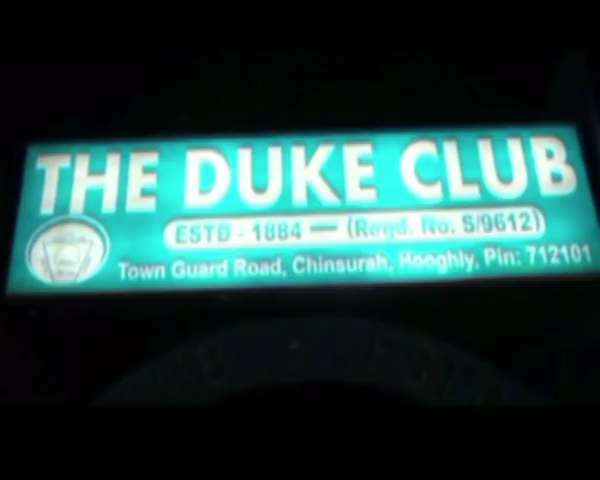 THE DUKE CLUB
ESTD - 1884 — (Regd. No. S/9612)
Town Guard Road, Chinsurah, Hooghly, Pin: 712101